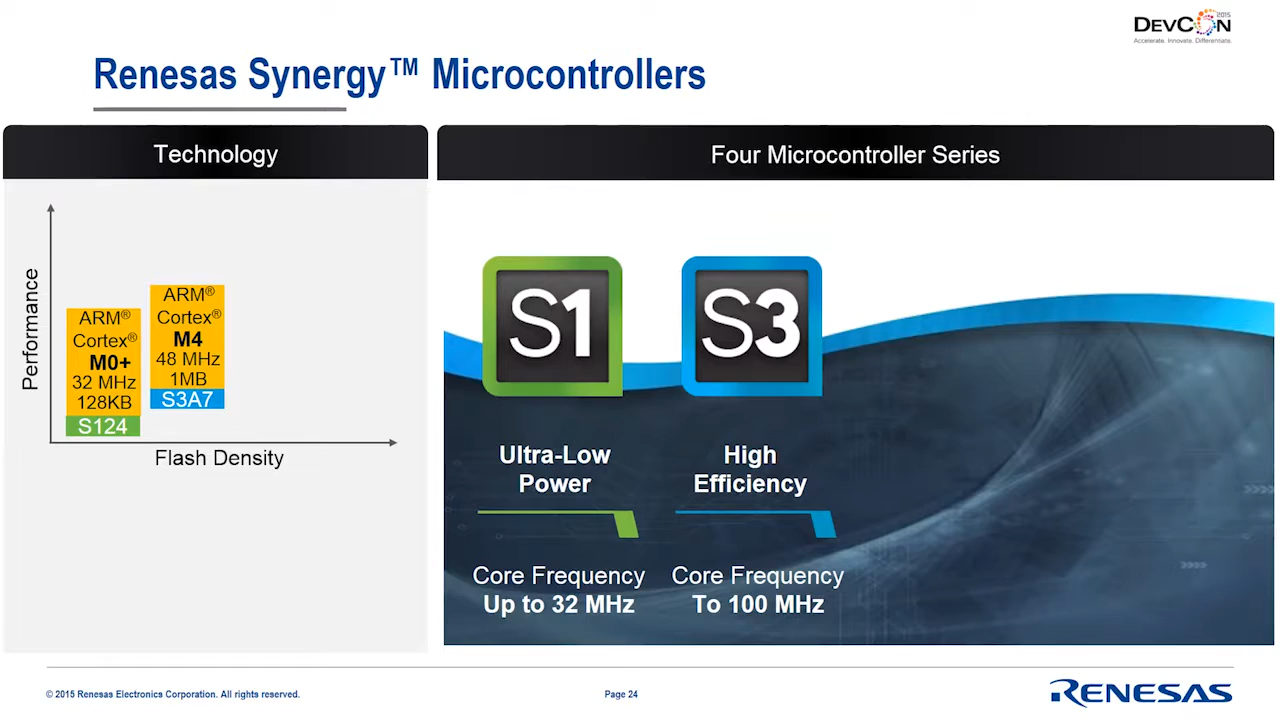 DEVCON 2015
Accelerate. Innovate. Differentiate.
Renesas Synergy™ Microcontrollers
Technology
Performance
ARM®
Cortex®
M0+
32 MHz
128KB
S124
ARM®
Cortex®
M4
48 MHz
1MB
S3A7
Flash Density
Four Microcontroller Series
S1
Ultra-Low
Power
Core Frequency
Up to 32 MHz
S3
High
Efficiency
Core Frequency
To 100 MHz
© 2015 Renesas Electronics Corporation. All rights reserved.
Page 24
RENESAS